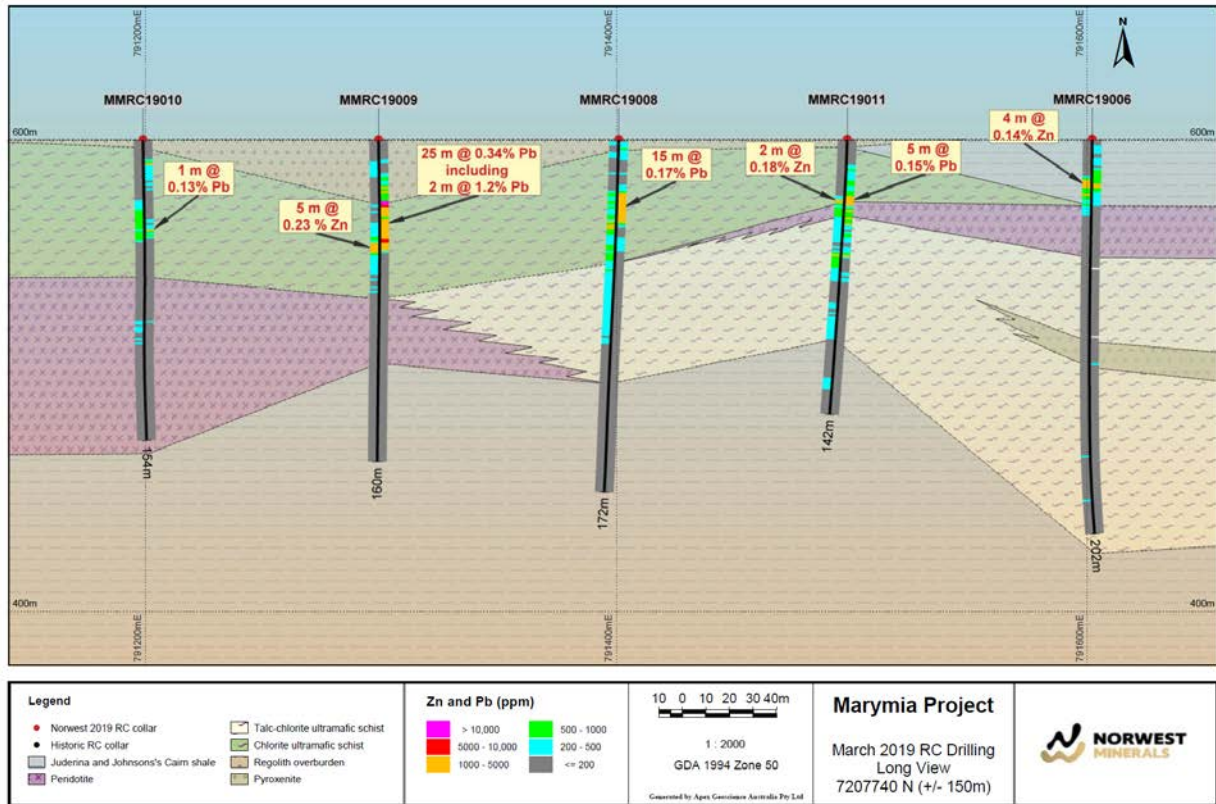 791200mE
791400mE
791600mE
N
MMRC19010
MMRC19009
MMRC19008
MMRC19011
MMRC19006
600m
600m
1 m @
0.13% Pb
5 m @
0.23 % Zn
25 m @ 0.34% Pb
including
2 m @ 1.2% Pb
15 m @
0.17% Pb
2 m @
0.18% Zn
5 m @
0.15% Pb
4 m @
0.14% Zn
154m
160m
172m
142m
202m
400m
400m
791200mE
791400mE
791600mE
Legend
Norwest 2019 RC collar
Historic RC collar
Juderina and Johnsons's Cairn shale
Peridotite
Talc-chlorite ultramafic schist
Chlorite ultramafic schist
Regolith overburden
Pyroxenite
Zn and Pb (ppm)
> 10,000
5000 - 10,000
1000 - 5000
500 - 1000
200 - 500
<= 200
10 0 10 20 30 40m
1 : 2000
GDA 1994 Zone 50
Generated by Apex Geoscience Australia Pty Ltd
Marymia Project
March 2019 RC Drilling
Long View
7207740 N (+/- 150m)
NORWEST
MINERALS